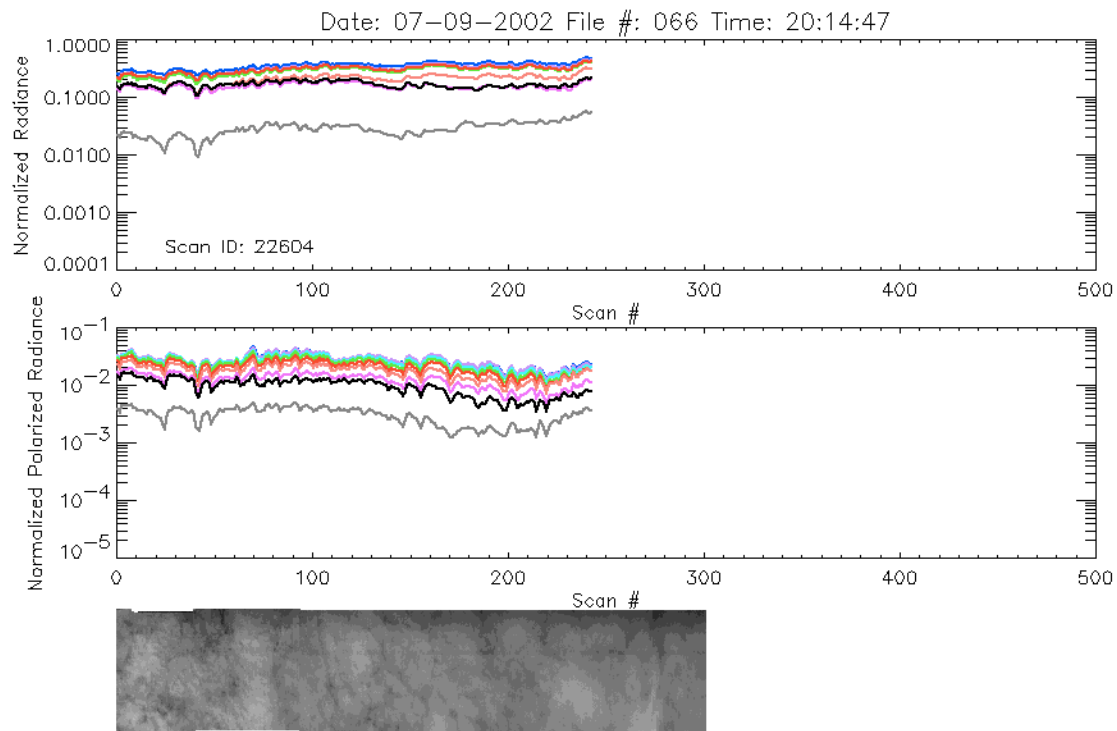 Date: 07-09-2002 File #: 066 Time: 20:14:47
Normalized Radiance
1.0000
0.1000
0.0100
0.0010
0.0001
Scan ID: 22604
0 100 200 300 400 500
Scan #
Normalized Polarized Radiance
10^-1
10^-2
10^-3
10^-4
10^-5
0 100 200 300 400 500
Scan #